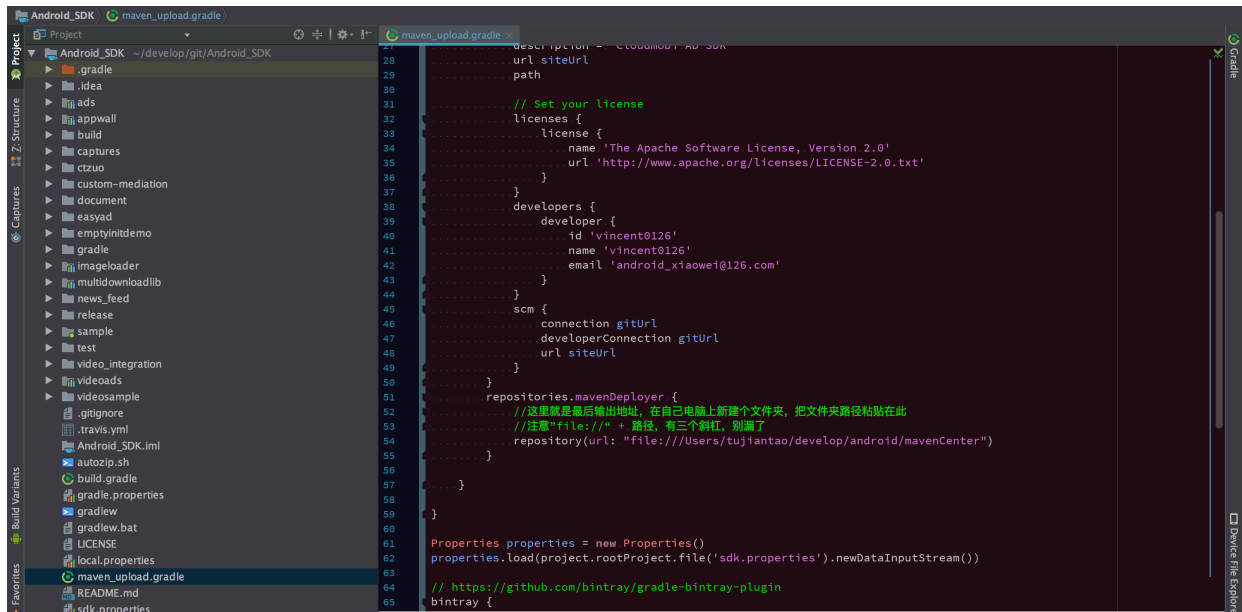 Android_SDK maven_upload.gradle
Project
Android_SDK ~/develop/git/Android_SDK
.gradle
.idea
ads
appwall
build
captures
ctzuo
custom-mediation
document
easyad
emptyinitdemo
gradle
imageloader
multidownloadlib
news_feed
release
sample
test
video_integration
videoads
videosample
.gitignore
.travis.yml
Android_SDK.iml
autozip.sh
build.gradle
gradle.properties
gradlew
gradlew.bat
LICENSE
local.properties
maven_upload.gradle
README.md
sdk.properties
Project
Z: Structure
Captures
Build Variants
Favorites
maven_upload.gradle
27 description = 'Cloudmobi AD SDK'
28 url siteUrl
29 path
30
31 // Set your license
32 licenses {
33 license {
34 name 'The Apache Software License, Version 2.0'
35 url 'http://www.apache.org/licenses/LICENSE-2.0.txt'
36 }
37 }
38 developers {
39 developer {
40 id 'vincent0126'
41 name 'vincent0126'
42 email 'android_xiaowei@126.com'
43 }
44 }
45 scm {
46 connection gitUrl
47 developerConnection gitUrl
48 url siteUrl
49 }
50 }
51 repositories.mavenDeployer {
52 //这里就是最后输出地址，在自己电脑上新建个文件夹，把文件夹路径粘贴在此
53 //注意”file://“ + 路径，有三个斜杠，别漏了
54 repository(url: "file:///Users/tujiantao/develop/android/mavenCenter")
55 }
56
57 }
58
59 }
60
61 Properties properties = new Properties()
62 properties.load(project.rootProject.file('sdk.properties').newDataInputStream())
63
64 // https://github.com/bintray/gradle-bintray-plugin
65 bintray {
Gradle
Device File Explorer